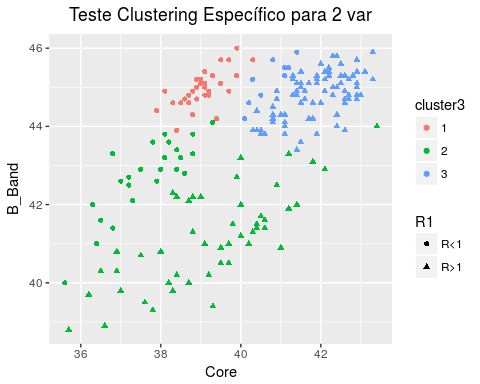 Teste Clustering Específico para 2 var
46
44
42
40
B_Band
36
38
40
42
Core
cluster3
1
2
3
R1
R<1
R>1